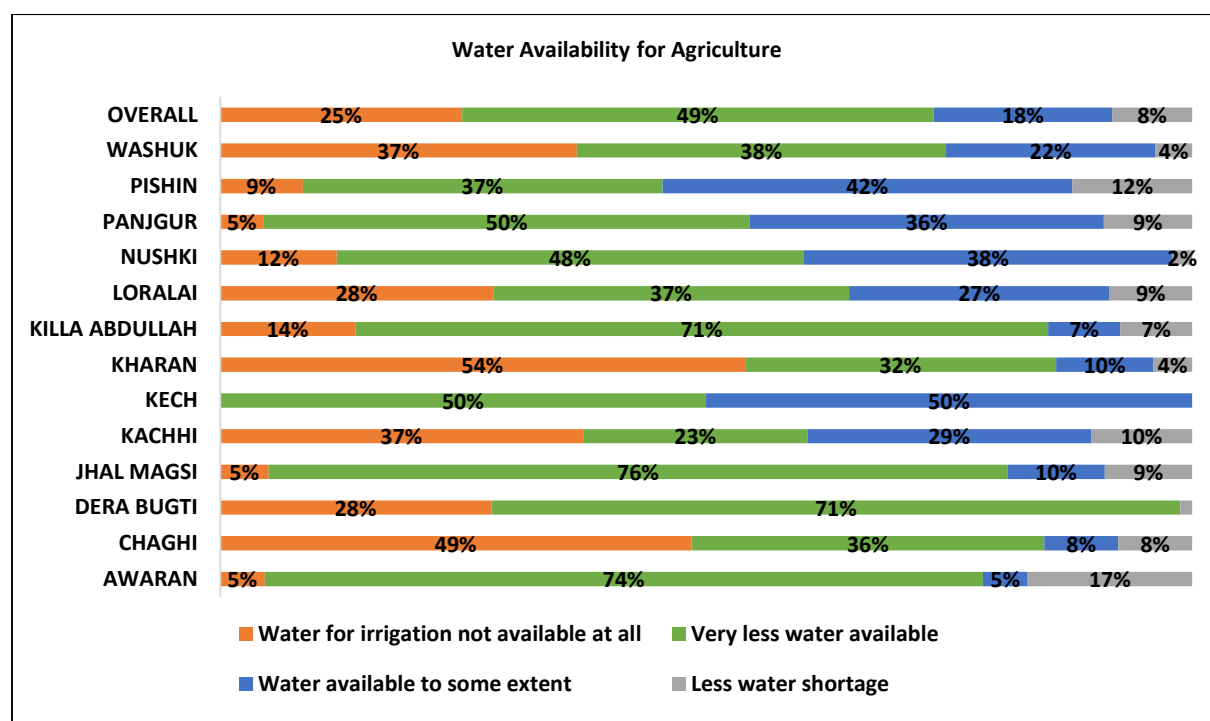 Water Availability for Agriculture
OVERALL 25% 49% 18% 8%
WASHUK 37% 38% 22% 4%
PISHIN 9% 37% 42% 12%
PANJGUR 5% 50% 36% 9%
NUSHKI 12% 48% 38% 2%
LORALAI 28% 37% 27% 9%
KILLA ABDULLAH 14% 71% 7% 7%
KHARAN 54% 32% 10% 4%
KECH 50% 50%
KACHHI 37% 23% 29% 10%
JHAL MAGSI 5% 76% 10% 9%
DERA BUGTI 28% 71%
CHAGHI 49% 36% 8% 8%
AWARAN 5% 74% 5% 17%
Water for irrigation not available at all Very less water available
Water available to some extent Less water shortage